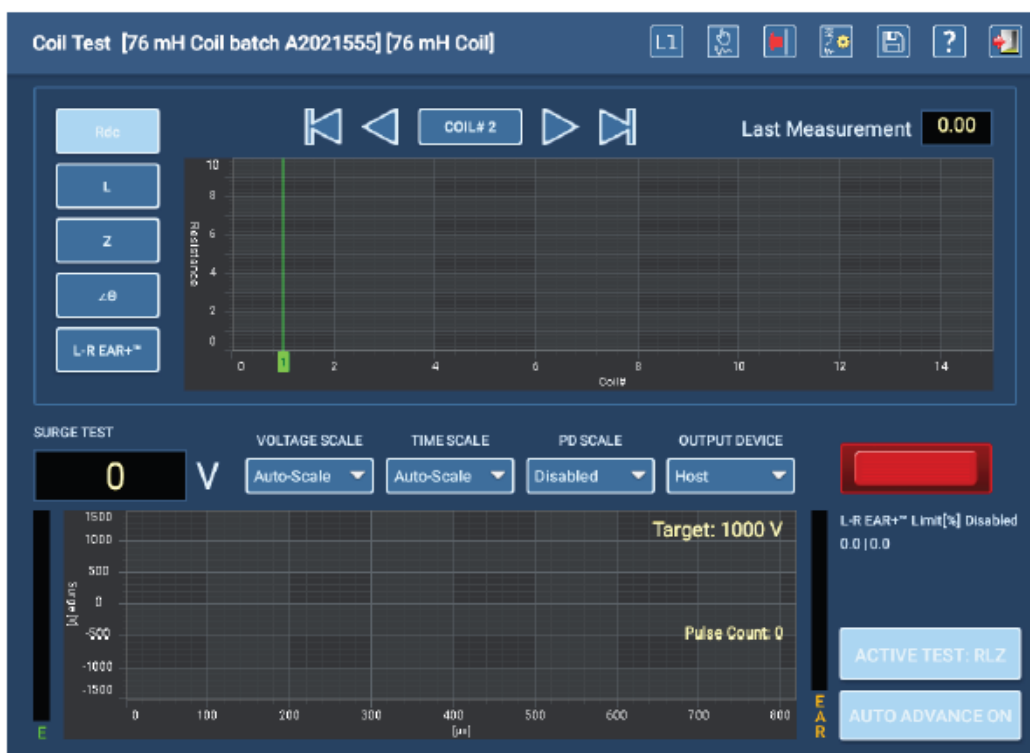 Coil Test [76 mH Coil batch A2021555] [76 mH Coil]
L1
?
Rdc
L
Z
∠θ
L-R EAR+™
COIL# 2
Last Measurement 0.00
Resistance
10
8
6
4
2
0
0 1 2 4 6 8 10 12 14
Coil#
SURGE TEST
0 V
VOLTAGE SCALE
Auto-Scale
TIME SCALE
Auto-Scale
PD SCALE
Disabled
OUTPUT DEVICE
Host
L-R EAR+™ Limit[%] Disabled
0.0|0.0
Surge [V]
1500
1000
500
0
-500
-1000
-1500
Target: 1000 V
Pulse Count: 0
0 100 200 300 400 500 600 700 800
[µs]
E
EAR
ACTIVE TEST: RLZ
AUTO ADVANCE ON